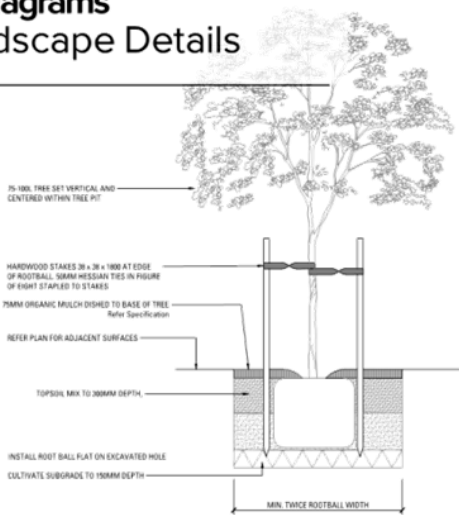 agrams
dscape Details
75-100L TREE SET VERTICAL AND
CENTERED WITHIN TREE PIT
HARDWOOD STAKES 38 x 38 x 1800 AT EDGE
OF ROOTBALL. 50MM HESSIAN TIES IN FIGURE
OF EIGHT STAPLED TO STAKES
75MM ORGANIC MULCH DISHED TO BASE OF TREE
Refer Specification
REFER PLAN FOR ADJACENT SURFACES
TOPSOIL MIX TO 300MM DEPTH,
INSTALL ROOT BALL FLAT ON EXCAVATED HOLE
CULTIVATE SUBGRADE TO 150MM DEPTH
MIN. TWICE ROOTBALL WIDTH